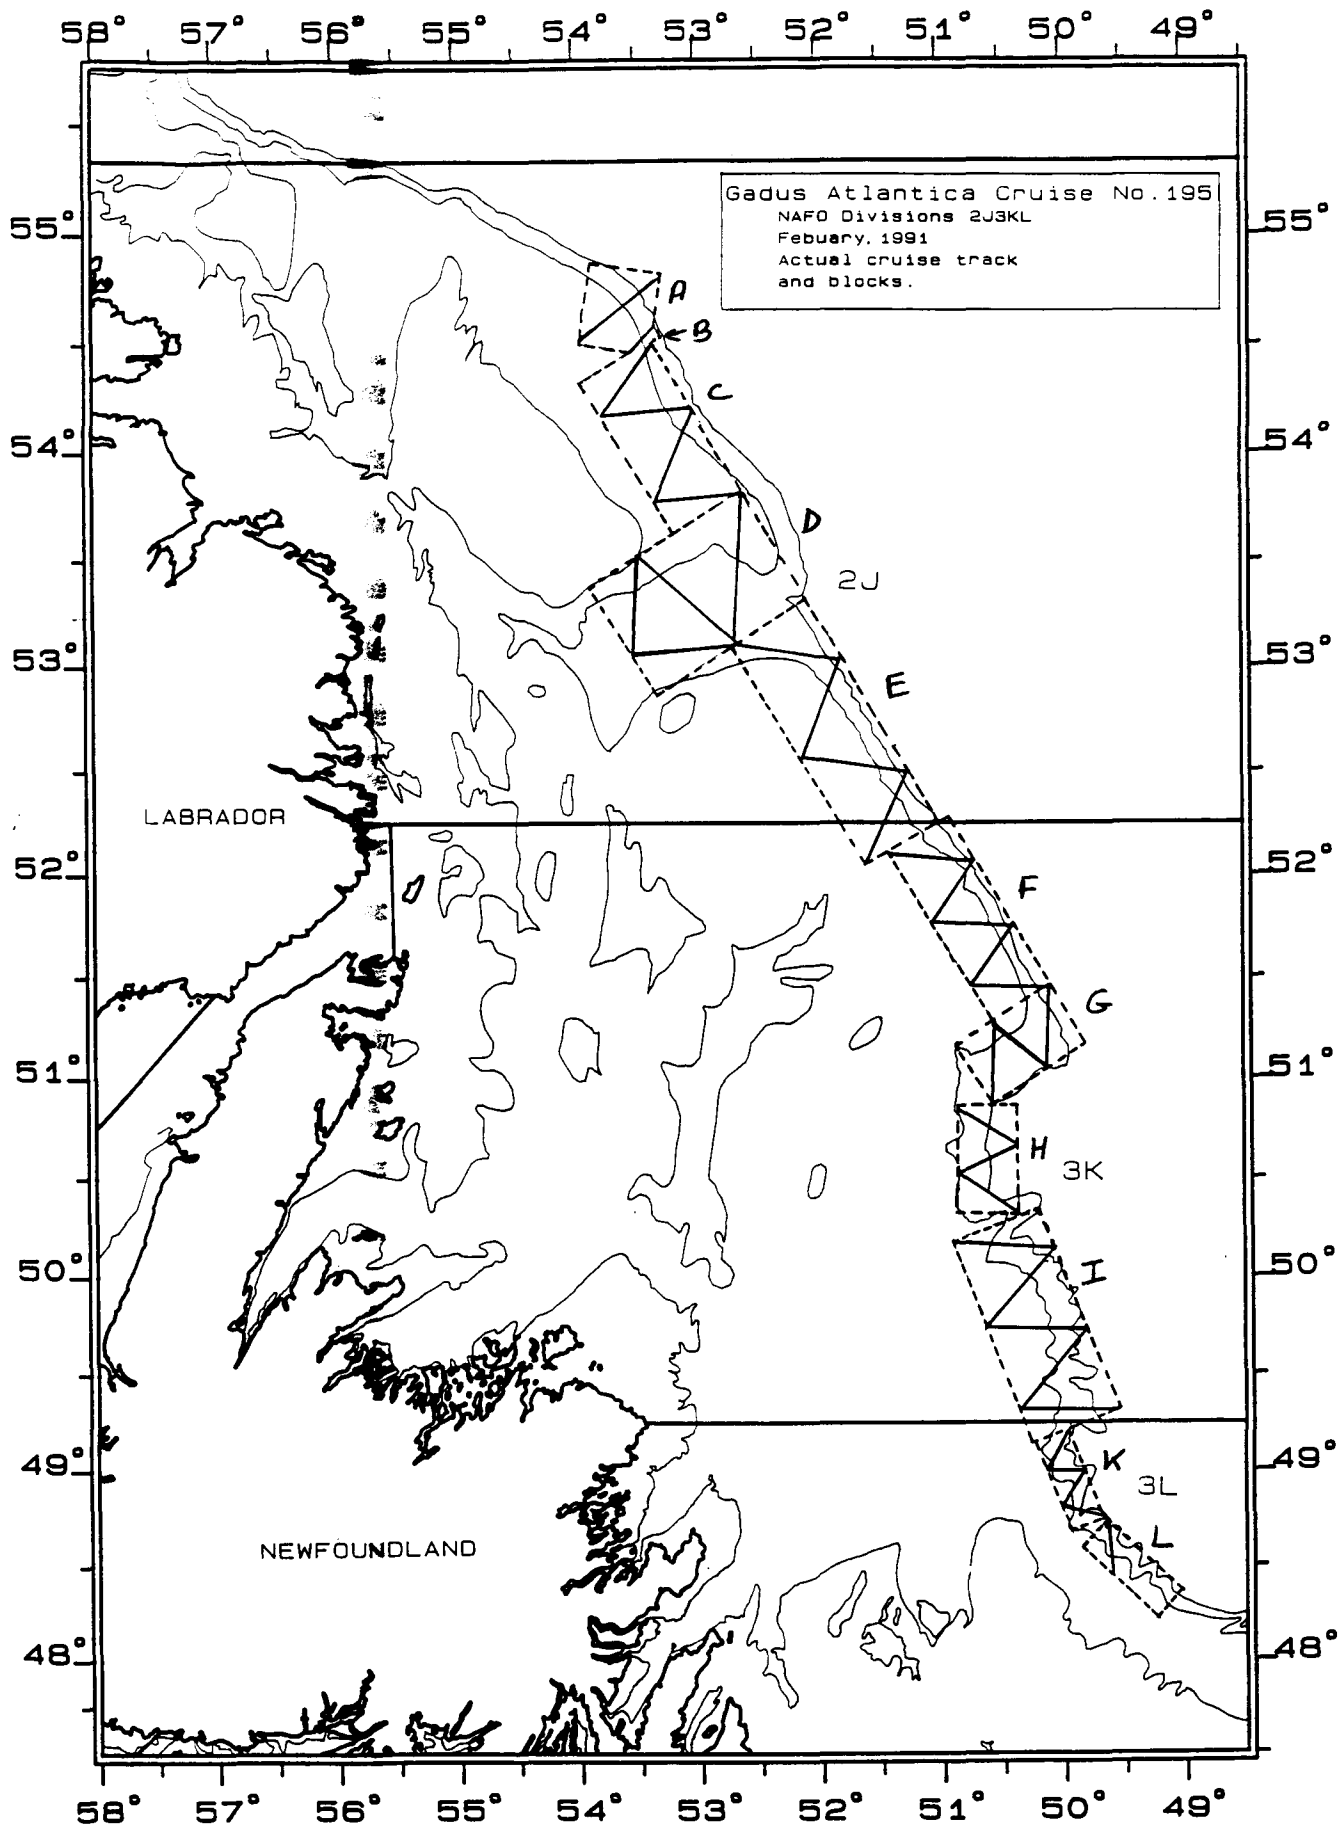 58° 57° 56° 55° 54° 53° 52° 51° 50° 49°
Gadus Atlantica Cruise No.195
NAFO Divisions 2J3KL
Febuary, 1991
Actual cruise track
and blocks.
55° 55°
A
B
C
54° 54°
D
2J
53° 53°
E
LABRADOR
52° 52°
F
G
51° 51°
H
3K
50° I 50°
49° K 49°
3L
L
NEWFOUNDLAND
48° 48°
58° 57° 56° 55° 54° 53° 52° 51° 50° 49°